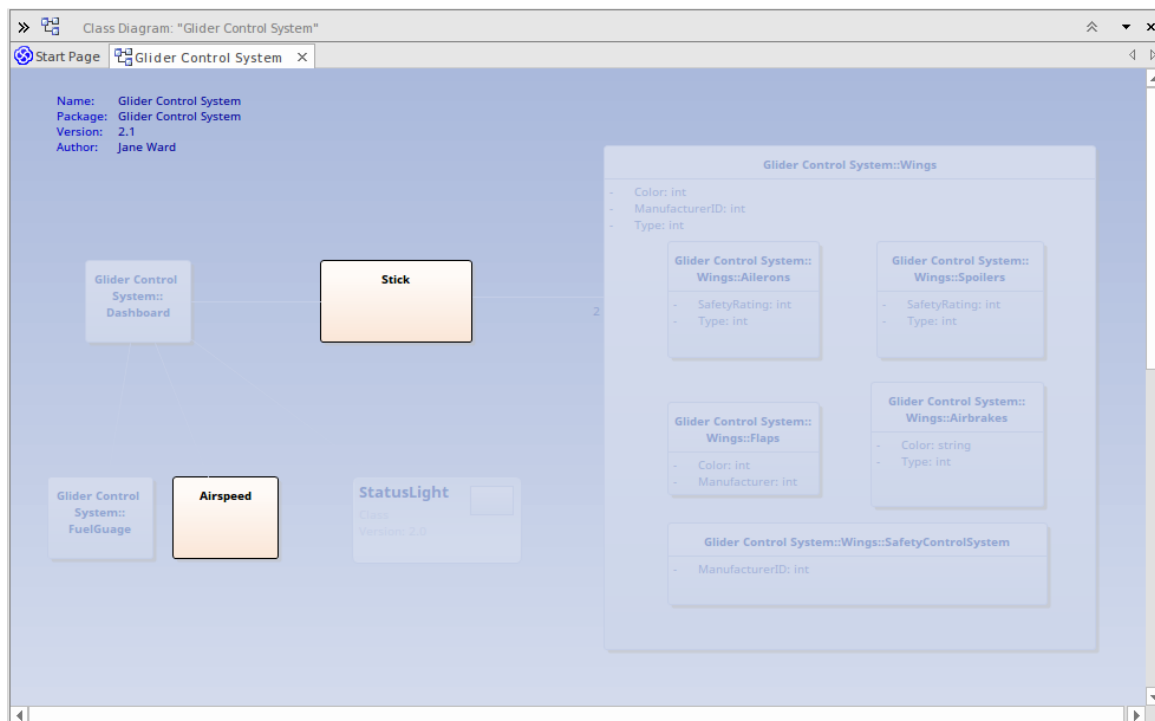 Class Diagram: "Glider Control System"
Start Page
Glider Control System
Name: Glider Control System
Package: Glider Control System
Version: 2.1
Author: Jane Ward
Glider Control System::Wings
- Color: int
- ManufacturerID: int
- Type: int
Glider Control
System::
Dashboard
Stick
2
Glider Control System::
Wings::Ailerons
- SafetyRating: int
- Type: int
Glider Control System::
Wings::Spoilers
- SafetyRating: int
- Type: int
Glider Control System::
Wings::Flaps
- Color: int
- Manufacturer: int
Glider Control System::
Wings::Airbrakes
- Color: string
- Type: int
Glider Control
System::
FuelGuage
Airspeed
StatusLight
Class
Version: 2.0
Glider Control System::Wings::SafetyControlSystem
- ManufacturerID: int